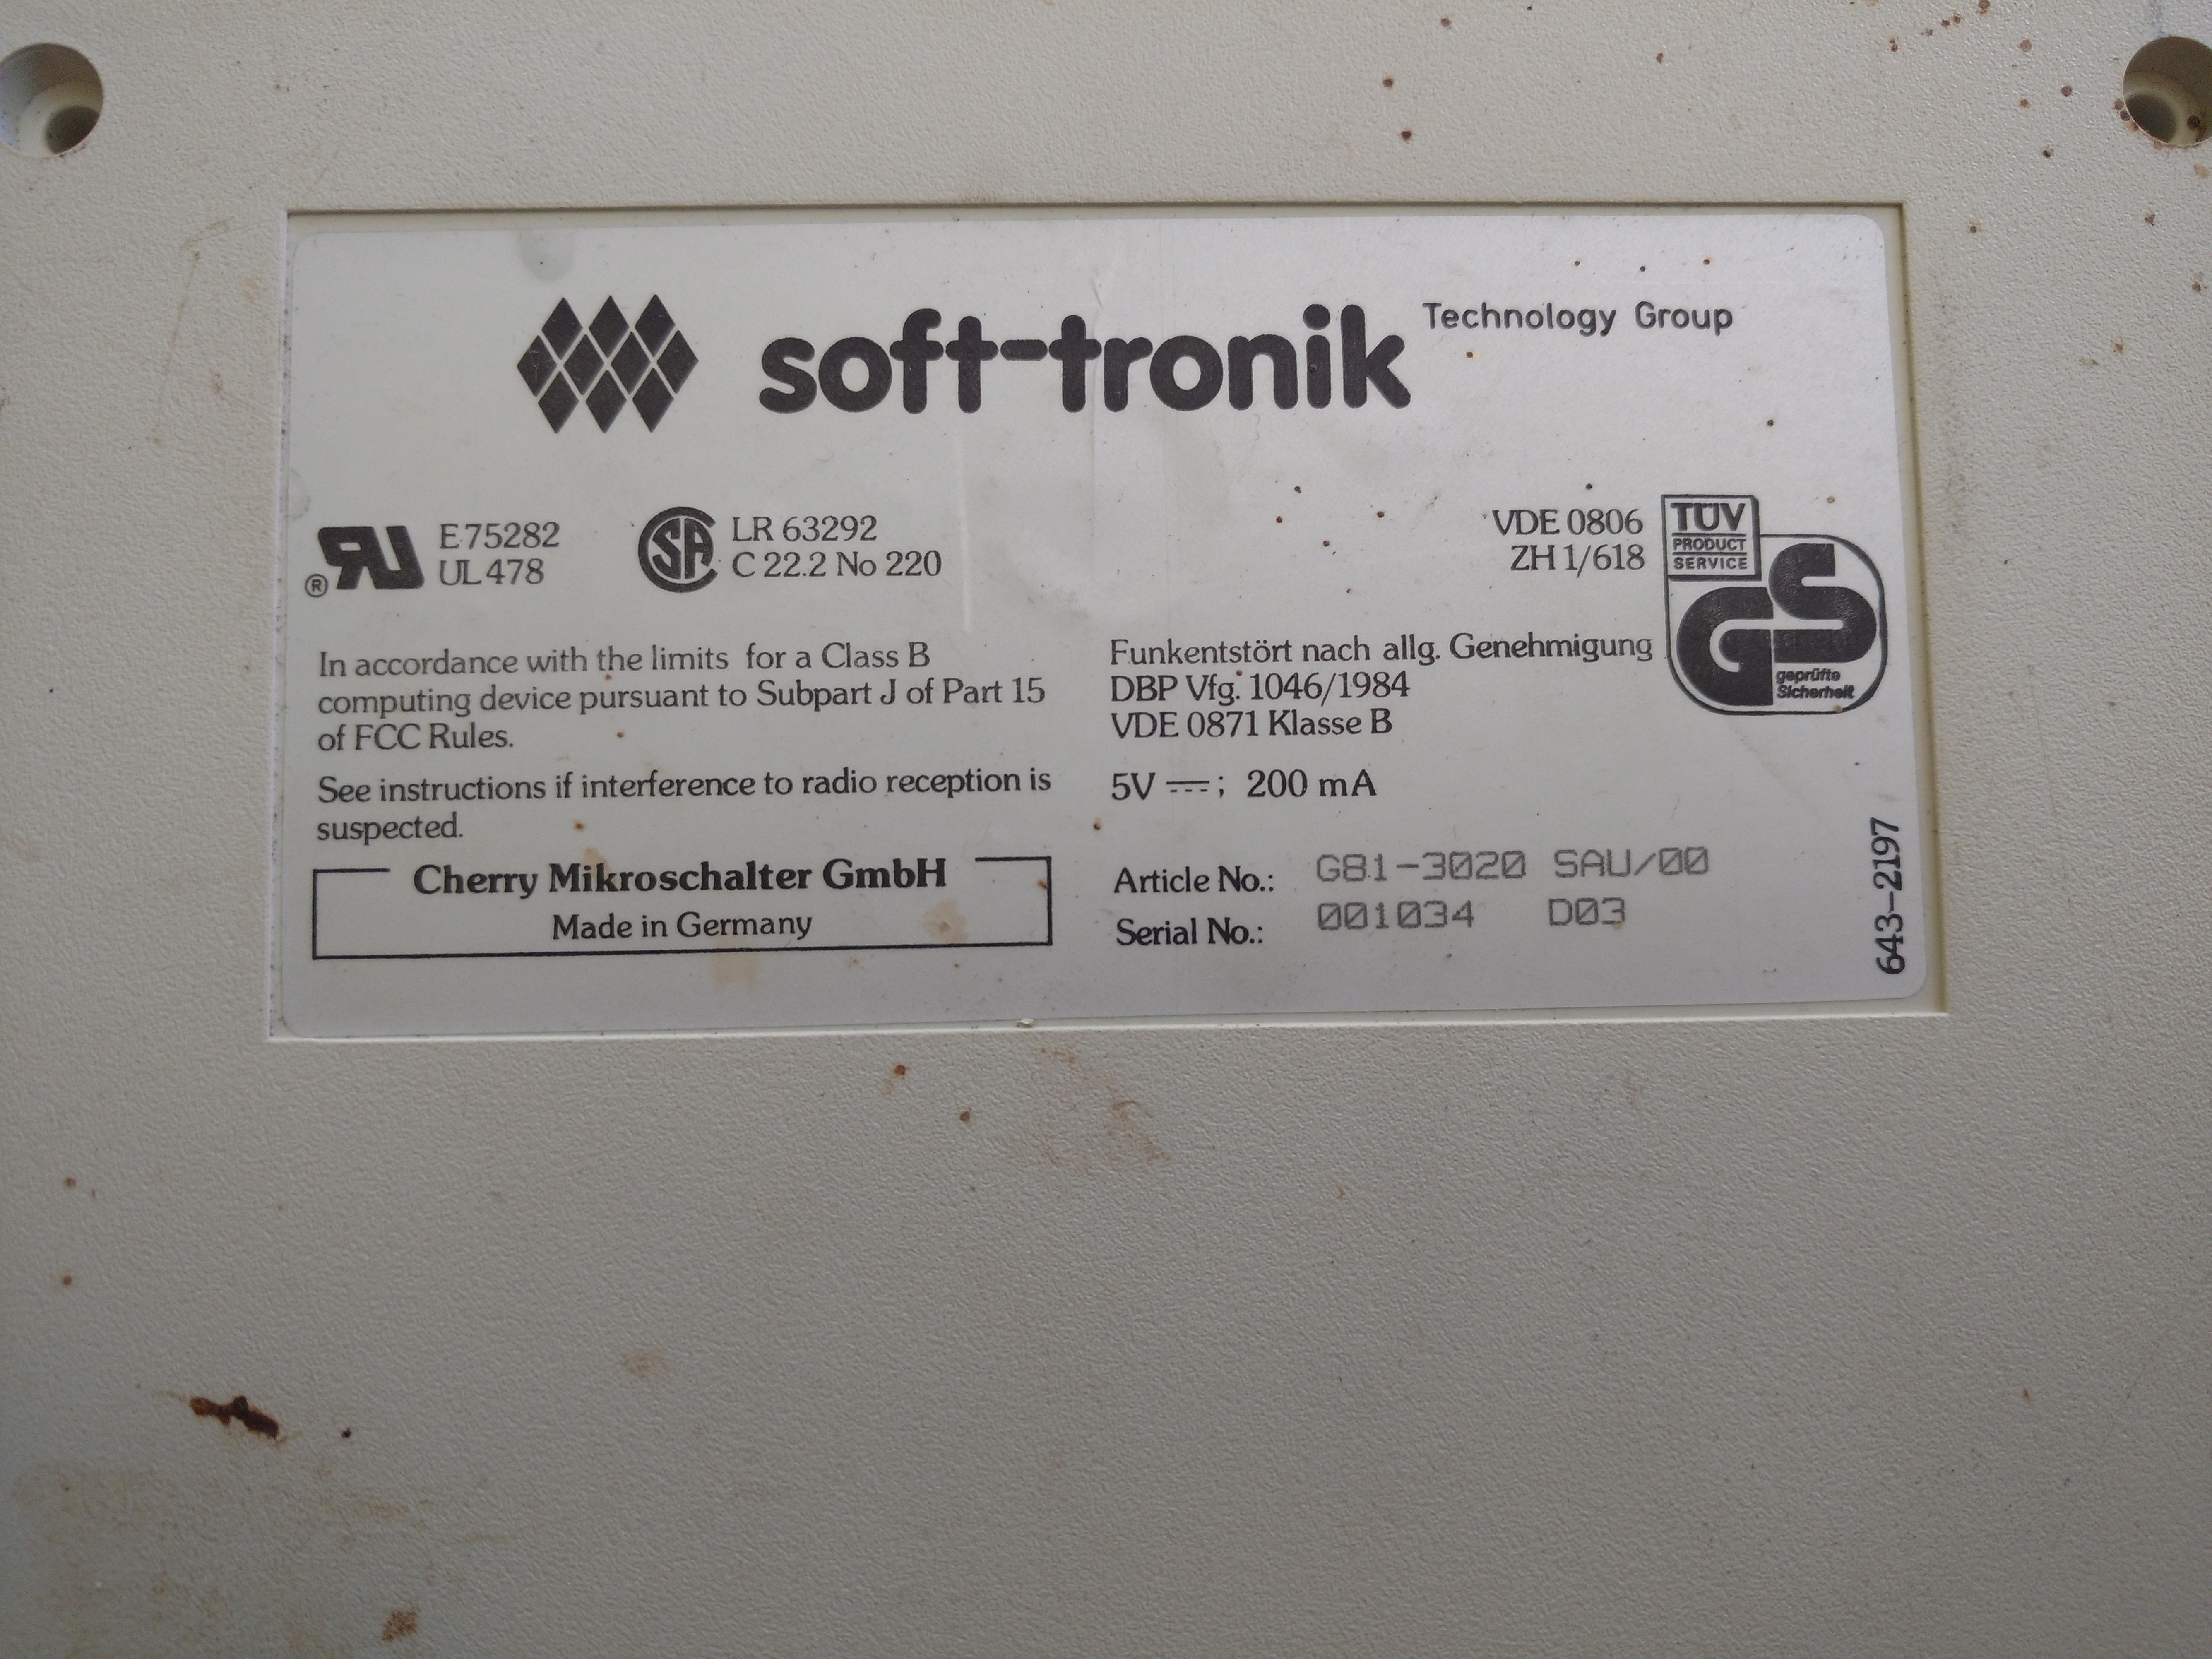 soft-tronik Technology Group
E 75282
UL 478
®
SA LR 63292
C 22.2 No 220
VDE 0806
ZH 1/618
TÜV
PRODUCT
SERVICE
GS
geprüfte
Sicherheit
In accordance with the limits for a Class B
computing device pursuant to Subpart J of Part 15
of FCC Rules.
See instructions if interference to radio reception is
suspected.
Cherry Mikroschalter GmbH
Made in Germany
Funkentstört nach allg. Genehmigung
DBP Vfg. 1046/1984
VDE 0871 Klasse B
5V ⎓; 200 mA
Article No.: G81-3020 SAU/00
Serial No.: 001034 D03
643-2197